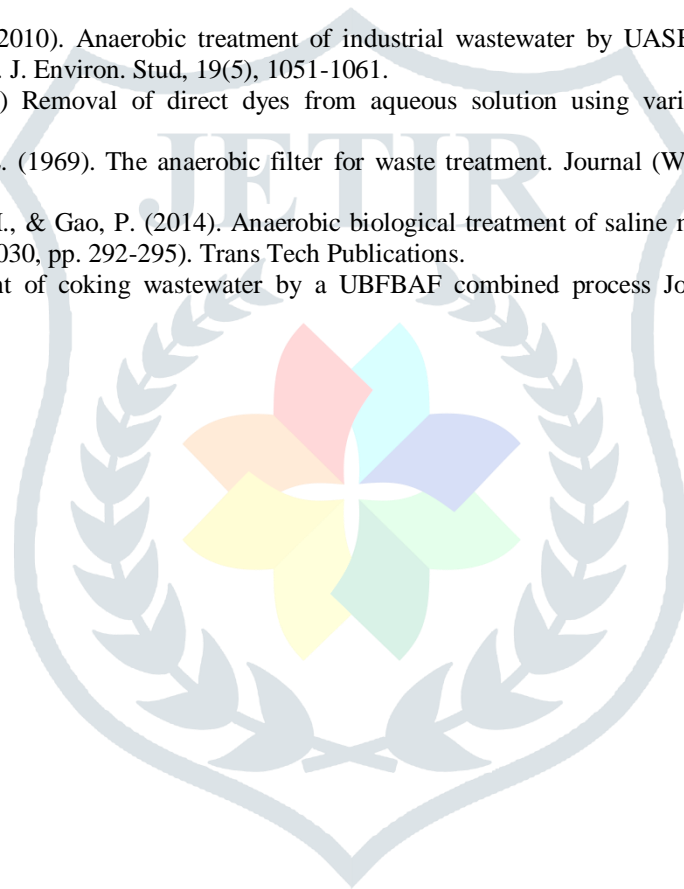 2010). Anaerobic treatment of industrial wastewater by UASB
. J. Environ. Stud, 19(5), 1051-1061.
) Removal of direct dyes from aqueous solution using vari
. (1969). The anaerobic filter for waste treatment. Journal (W
., & Gao, P. (2014). Anaerobic biological treatment of saline
030, pp. 292-295). Trans Tech Publications.
nt of coking wastewater by a UBFBAF combined process Jo
JETIR